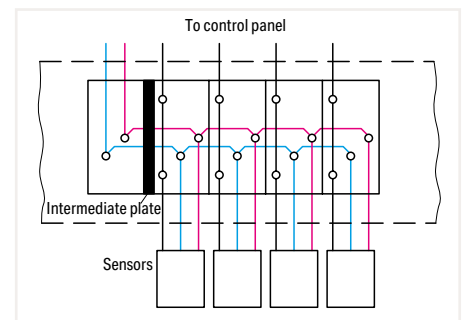 To control panel
Intermediate plate
Sensors